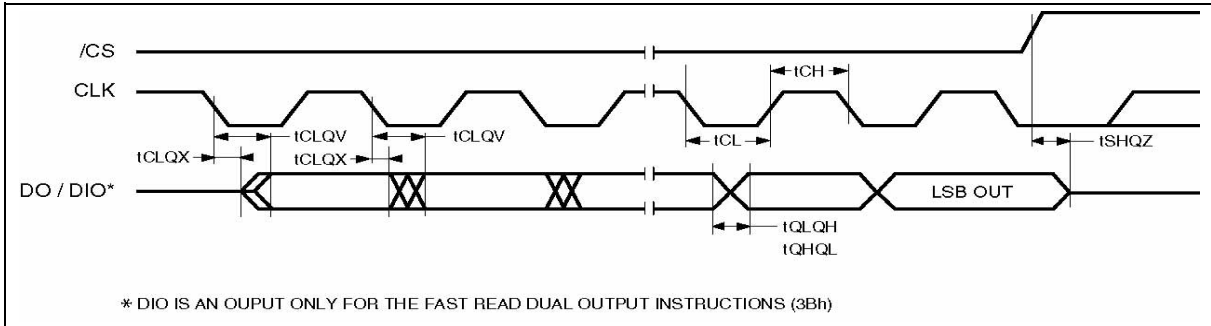 /CS
CLK
tCH
tCLQV
tCLQV
tCL
tCLQX
tCLQX
tSHQZ
DO / DIO*
LSB OUT
tQLQH
tQHQL
* DIO IS AN OUPUT ONLY FOR THE FAST READ DUAL OUTPUT INSTRUCTIONS (3Bh)